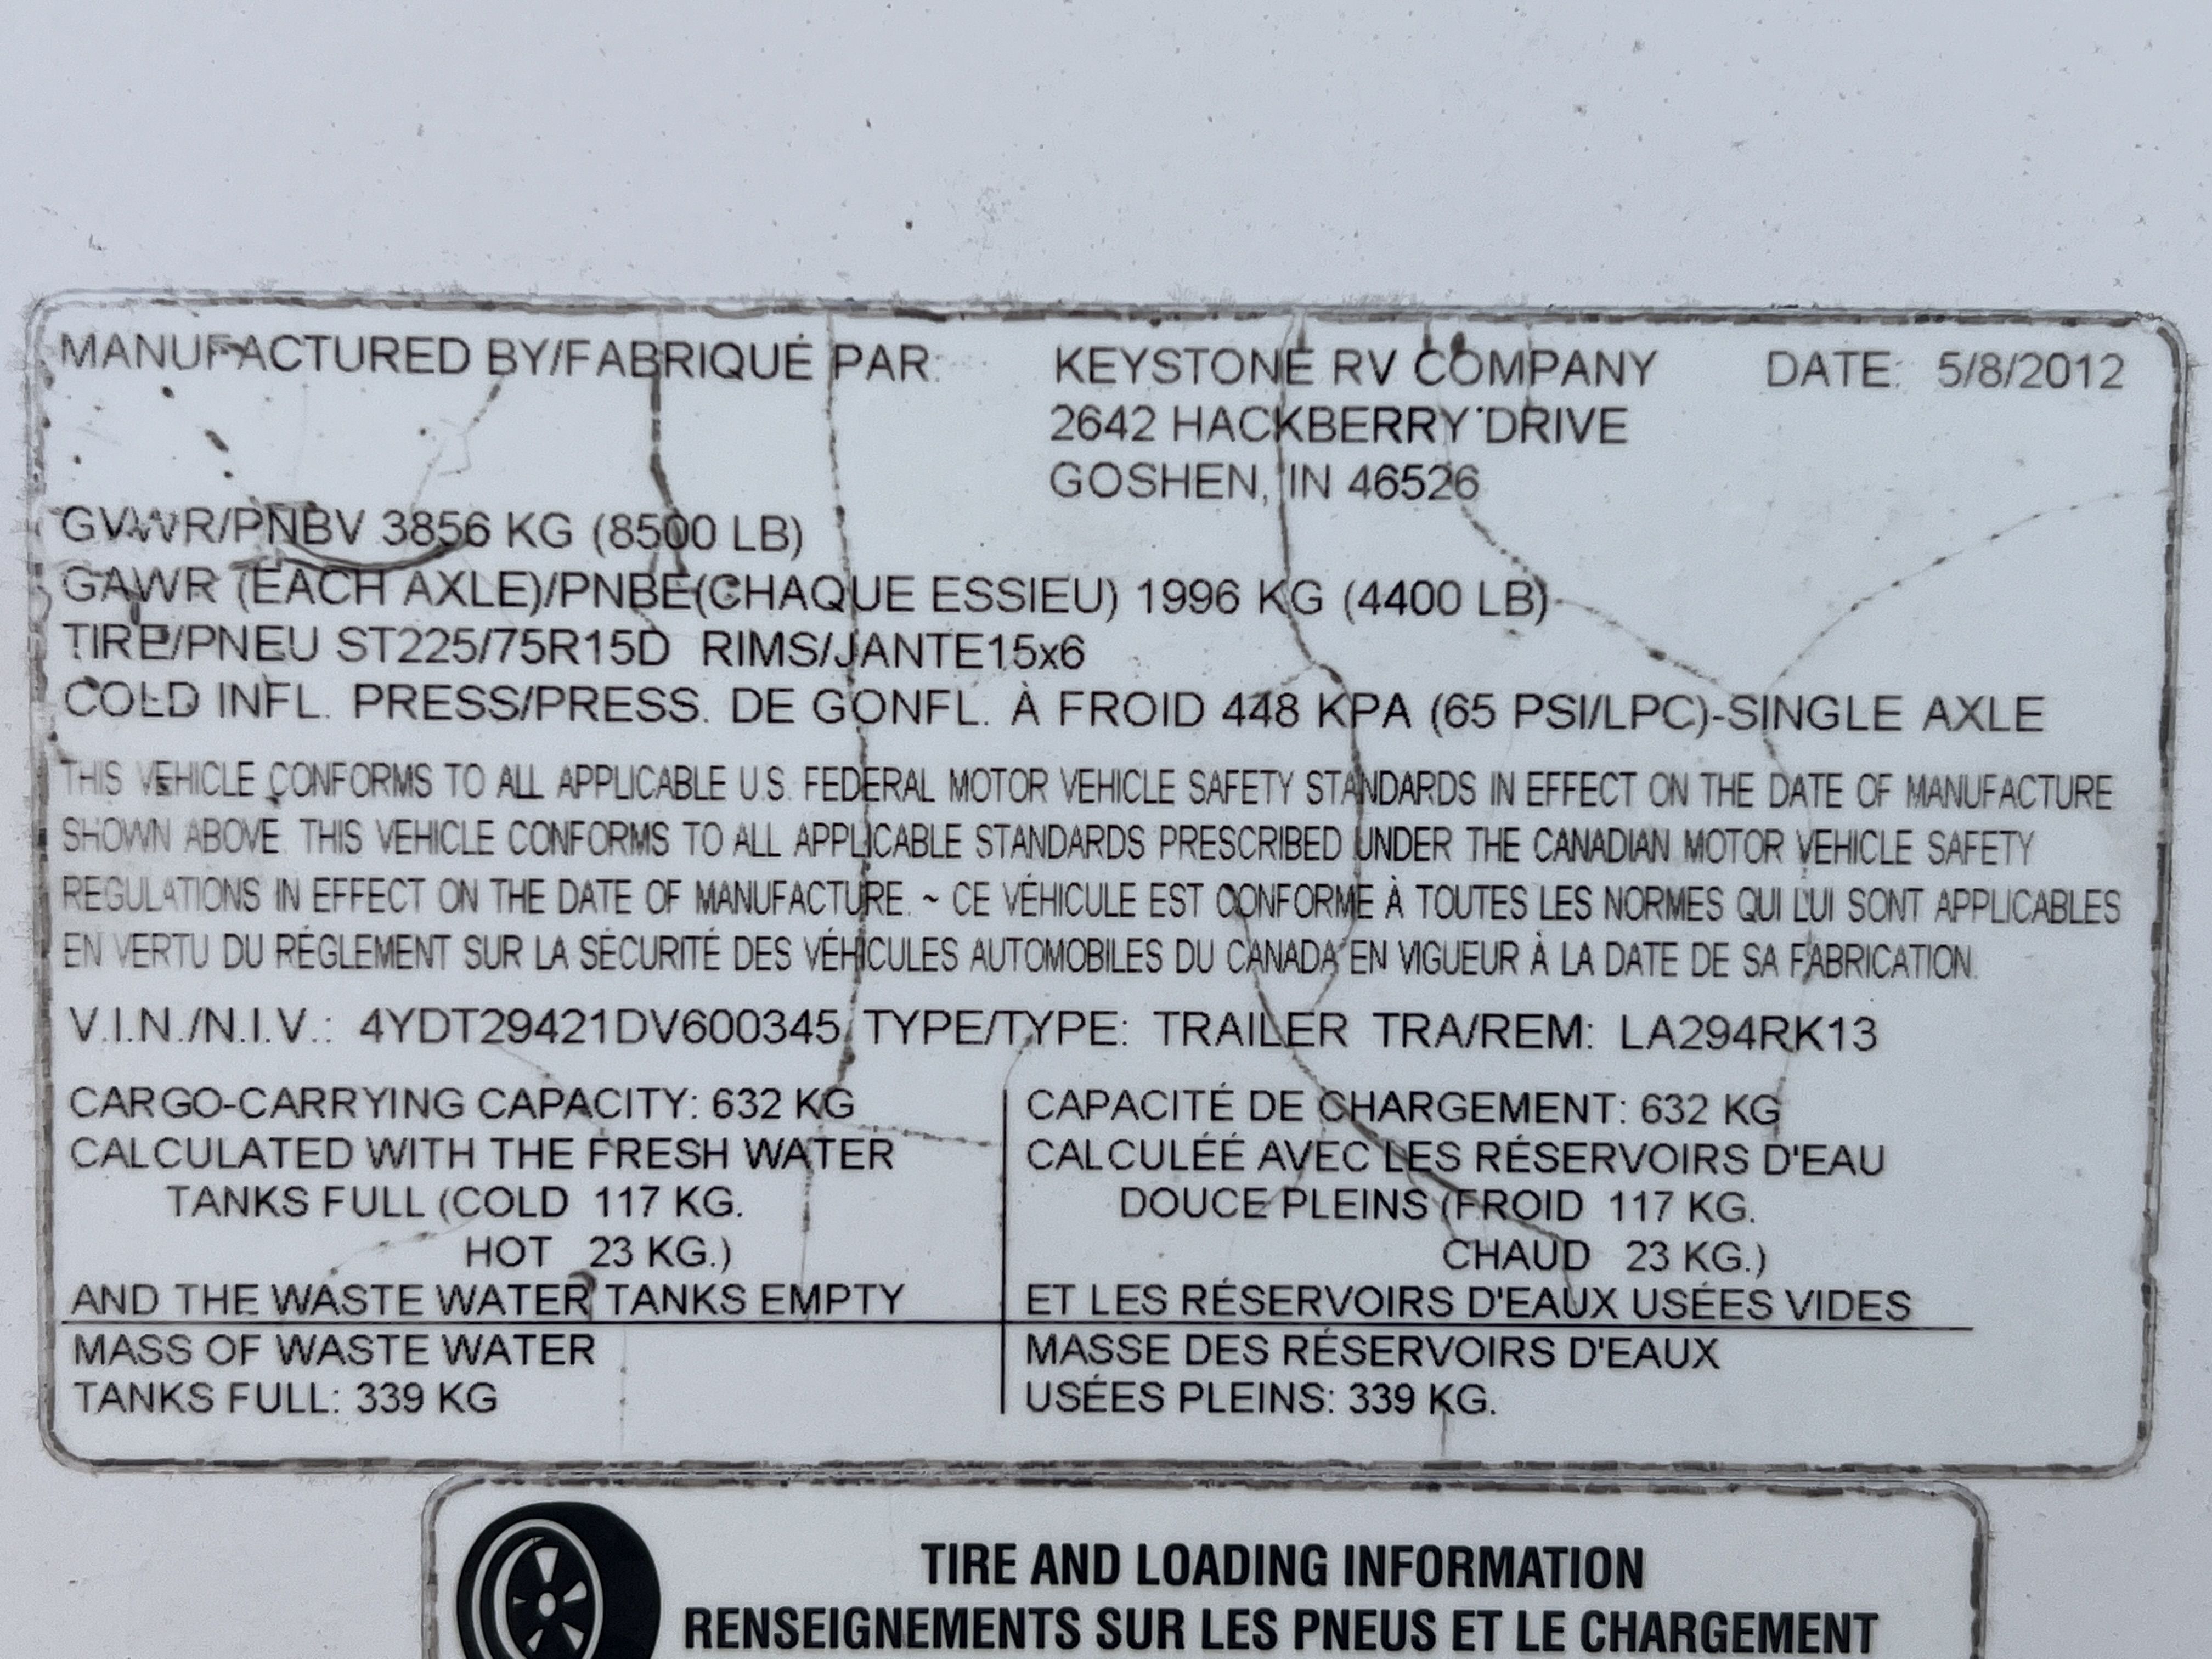 MANUFACTURED BY/FABRIQUÉ PAR: KEYSTONE RV COMPANY DATE: 5/8/2012
2642 HACKBERRY DRIVE
GOSHEN, IN 46526
GVWR/PNBV 3856 KG (8500 LB)
GAWR (EACH AXLE)/PNBE(CHAQUE ESSIEU) 1996 KG (4400 LB)
TIRE/PNEU ST225/75R15D RIMS/JANTE15x6
COLD INFL. PRESS/PRESS. DE GONFL. À FROID 448 KPA (65 PSI/LPC)-SINGLE AXLE
THIS VEHICLE CONFORMS TO ALL APPLICABLE U.S. FEDERAL MOTOR VEHICLE SAFETY STANDARDS IN EFFECT ON THE DATE OF MANUFACTURE
SHOWN ABOVE. THIS VEHICLE CONFORMS TO ALL APPLICABLE STANDARDS PRESCRIBED UNDER THE CANADIAN MOTOR VEHICLE SAFETY
REGULATIONS IN EFFECT ON THE DATE OF MANUFACTURE. ~ CE VÉHICULE EST CONFORME À TOUTES LES NORMES QUI LUI SONT APPLICABLES
EN VERTU DU RÉGLEMENT SUR LA SÉCURITÉ DES VÉHICULES AUTOMOBILES DU CANADA EN VIGUEUR À LA DATE DE SA FABRICATION.
V.I.N./N.I.V.: 4YDT29421DV600345 TYPE/TYPE: TRAILER TRA/REM: LA294RK13
CARGO-CARRYING CAPACITY: 632 KG
CALCULATED WITH THE FRESH WATER
TANKS FULL (COLD 117 KG.
HOT 23 KG.)
AND THE WASTE WATER TANKS EMPTY
MASS OF WASTE WATER
TANKS FULL: 339 KG
CAPACITÉ DE CHARGEMENT: 632 KG
CALCULÉÉ AVEC LES RÉSERVOIRS D'EAU
DOUCE PLEINS (FROID 117 KG.
CHAUD 23 KG.)
ET LES RÉSERVOIRS D'EAUX USÉES VIDES
MASSE DES RÉSERVOIRS D'EAUX
USÉES PLEINS: 339 KG.
TIRE AND LOADING INFORMATION
RENSEIGNEMENTS SUR LES PNEUS ET LE CHARGEMENT